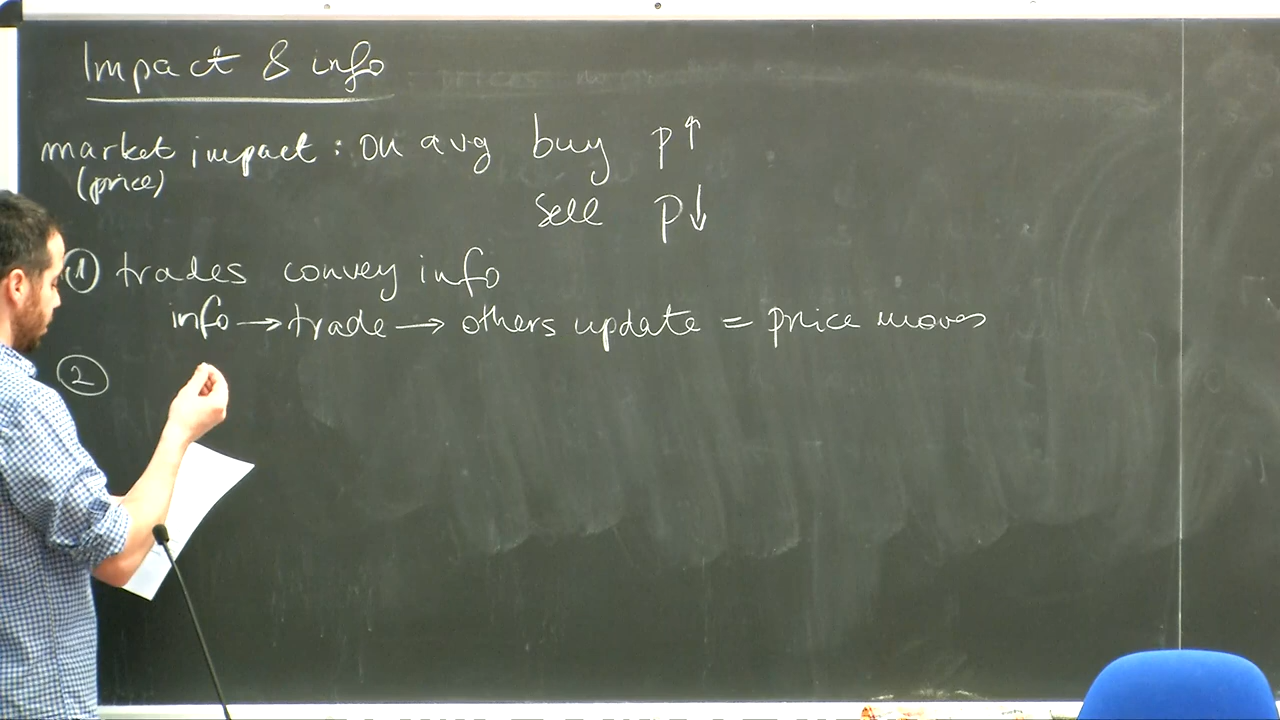 Impact & info
market impact : on avg buy p↑
(price)
sell p↓
① trades convey info
info → trade → others update = price moves
②